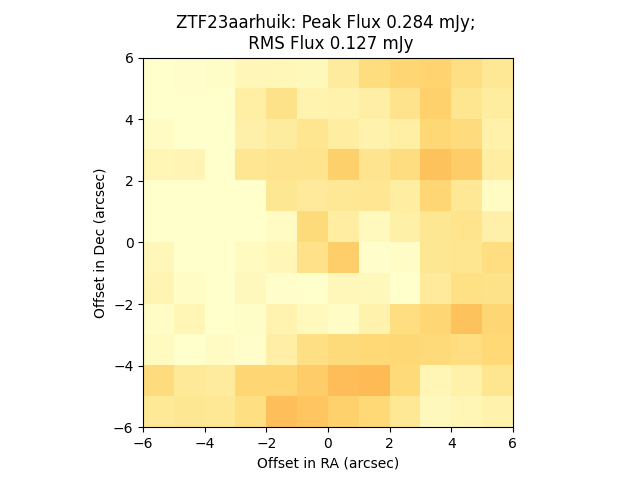 ZTF23aarhuik: Peak Flux 0.284 mJy;
RMS Flux 0.127 mJy
6
4
2
0
−2
−4
−6
Offset in Dec (arcsec)
−6 −4 −2 0 2 4 6
Offset in RA (arcsec)